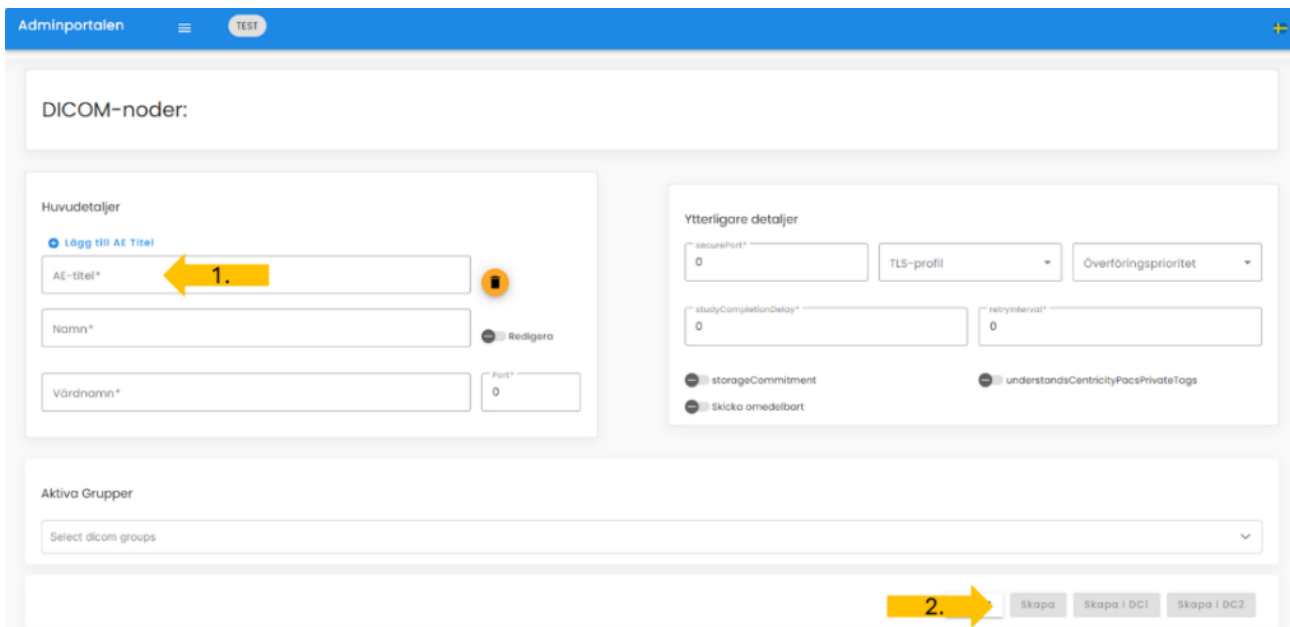 Adminportalen TEST
DICOM-noder:
Huvudetaljer
Lägg till AE Titel
AE-titel*
1.
Namn*
Redigera
Värdnamn*
Port*
0
Ytterligare detaljer
securePort*
0
TLS-profil
Överföringsprioritet
studyCompletionDelay*
0
retryInterval*
0
storageCommitment
understandsCentricityPacsPrivateTags
Skicka omedelbart
Aktiva Grupper
Select dicom groups
2.
Skapa
Skapa i DC1
Skapa i DC2